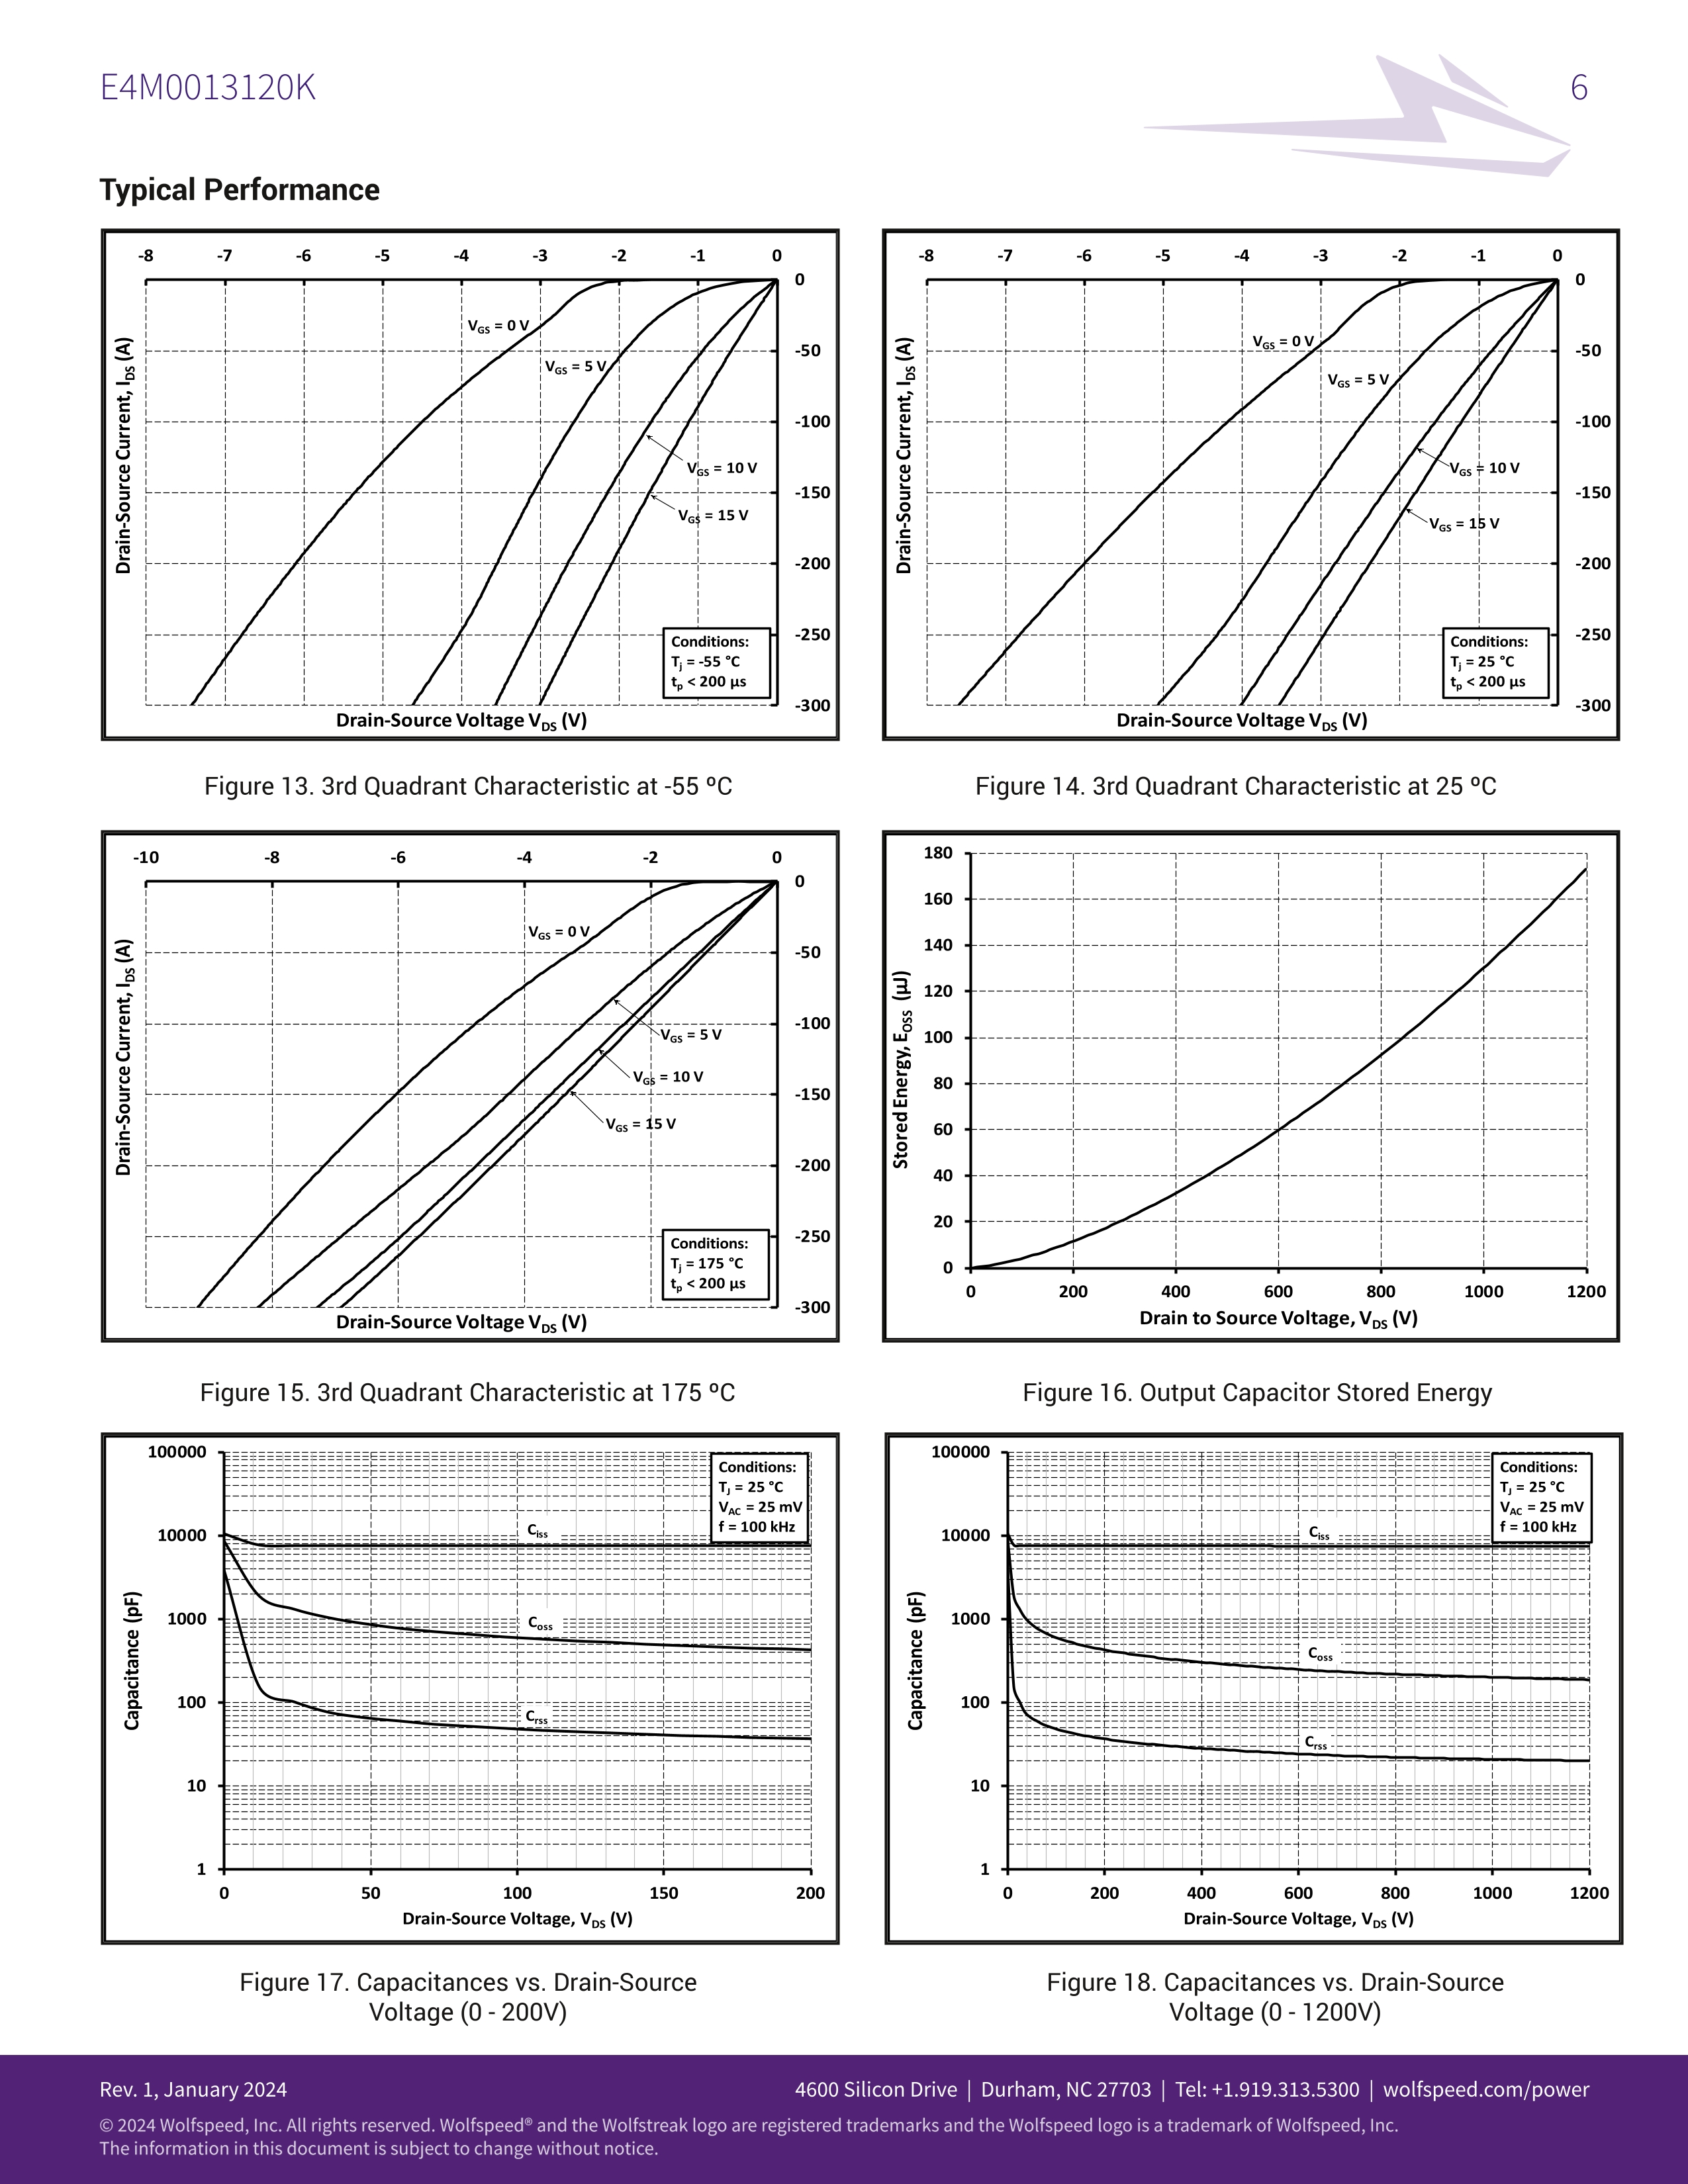 E4M0013120K
6
Typical Performance
-8 -7 -6 -5 -4 -3 -2 -1 0
0
-50
-100
-150
-200
-250
-300
Drain-Source Current, IDS (A)
VGS = 0 V
VGS = 5 V
VGS = 10 V
VGS = 15 V
Conditions:
Tj = -55 °C
tp < 200 µs
Drain-Source Voltage VDS (V)
Figure 13. 3rd Quadrant Characteristic at -55 ºC
-8 -7 -6 -5 -4 -3 -2 -1 0
0
-50
-100
-150
-200
-250
-300
Drain-Source Current, IDS (A)
VGS = 0 V
VGS = 5 V
VGS = 10 V
VGS = 15 V
Conditions:
Tj = 25 °C
tp < 200 µs
Drain-Source Voltage VDS (V)
Figure 14. 3rd Quadrant Characteristic at 25 ºC
-10 -8 -6 -4 -2 0
0
-50
-100
-150
-200
-250
-300
Drain-Source Current, IDS (A)
VGS = 0 V
VGS = 5 V
VGS = 10 V
VGS = 15 V
Conditions:
Tj = 175 °C
tp < 200 µs
Drain-Source Voltage VDS (V)
Figure 15. 3rd Quadrant Characteristic at 175 ºC
180
160
140
120
100
80
60
40
20
0
Stored Energy, EOSS (µJ)
0 200 400 600 800 1000 1200
Drain to Source Voltage, VDS (V)
Figure 16. Output Capacitor Stored Energy
100000
10000
1000
100
10
1
Capacitance (pF)
Conditions:
TJ = 25 °C
VAC = 25 mV
f = 100 kHz
Ciss
Coss
Crss
0 50 100 150 200
Drain-Source Voltage, VDS (V)
Figure 17. Capacitances vs. Drain-Source
Voltage (0 - 200V)
100000
10000
1000
100
10
1
Capacitance (pF)
Conditions:
TJ = 25 °C
VAC = 25 mV
f = 100 kHz
Ciss
Coss
Crss
0 200 400 600 800 1000 1200
Drain-Source Voltage, VDS (V)
Figure 18. Capacitances vs. Drain-Source
Voltage (0 - 1200V)
Rev. 1, January 2024
4600 Silicon Drive | Durham, NC 27703 | Tel: +1.919.313.5300 | wolfspeed.com/power
© 2024 Wolfspeed, Inc. All rights reserved. Wolfspeed® and the Wolfstreak logo are registered trademarks and the Wolfspeed logo is a trademark of Wolfspeed, Inc.
The information in this document is subject to change without notice.